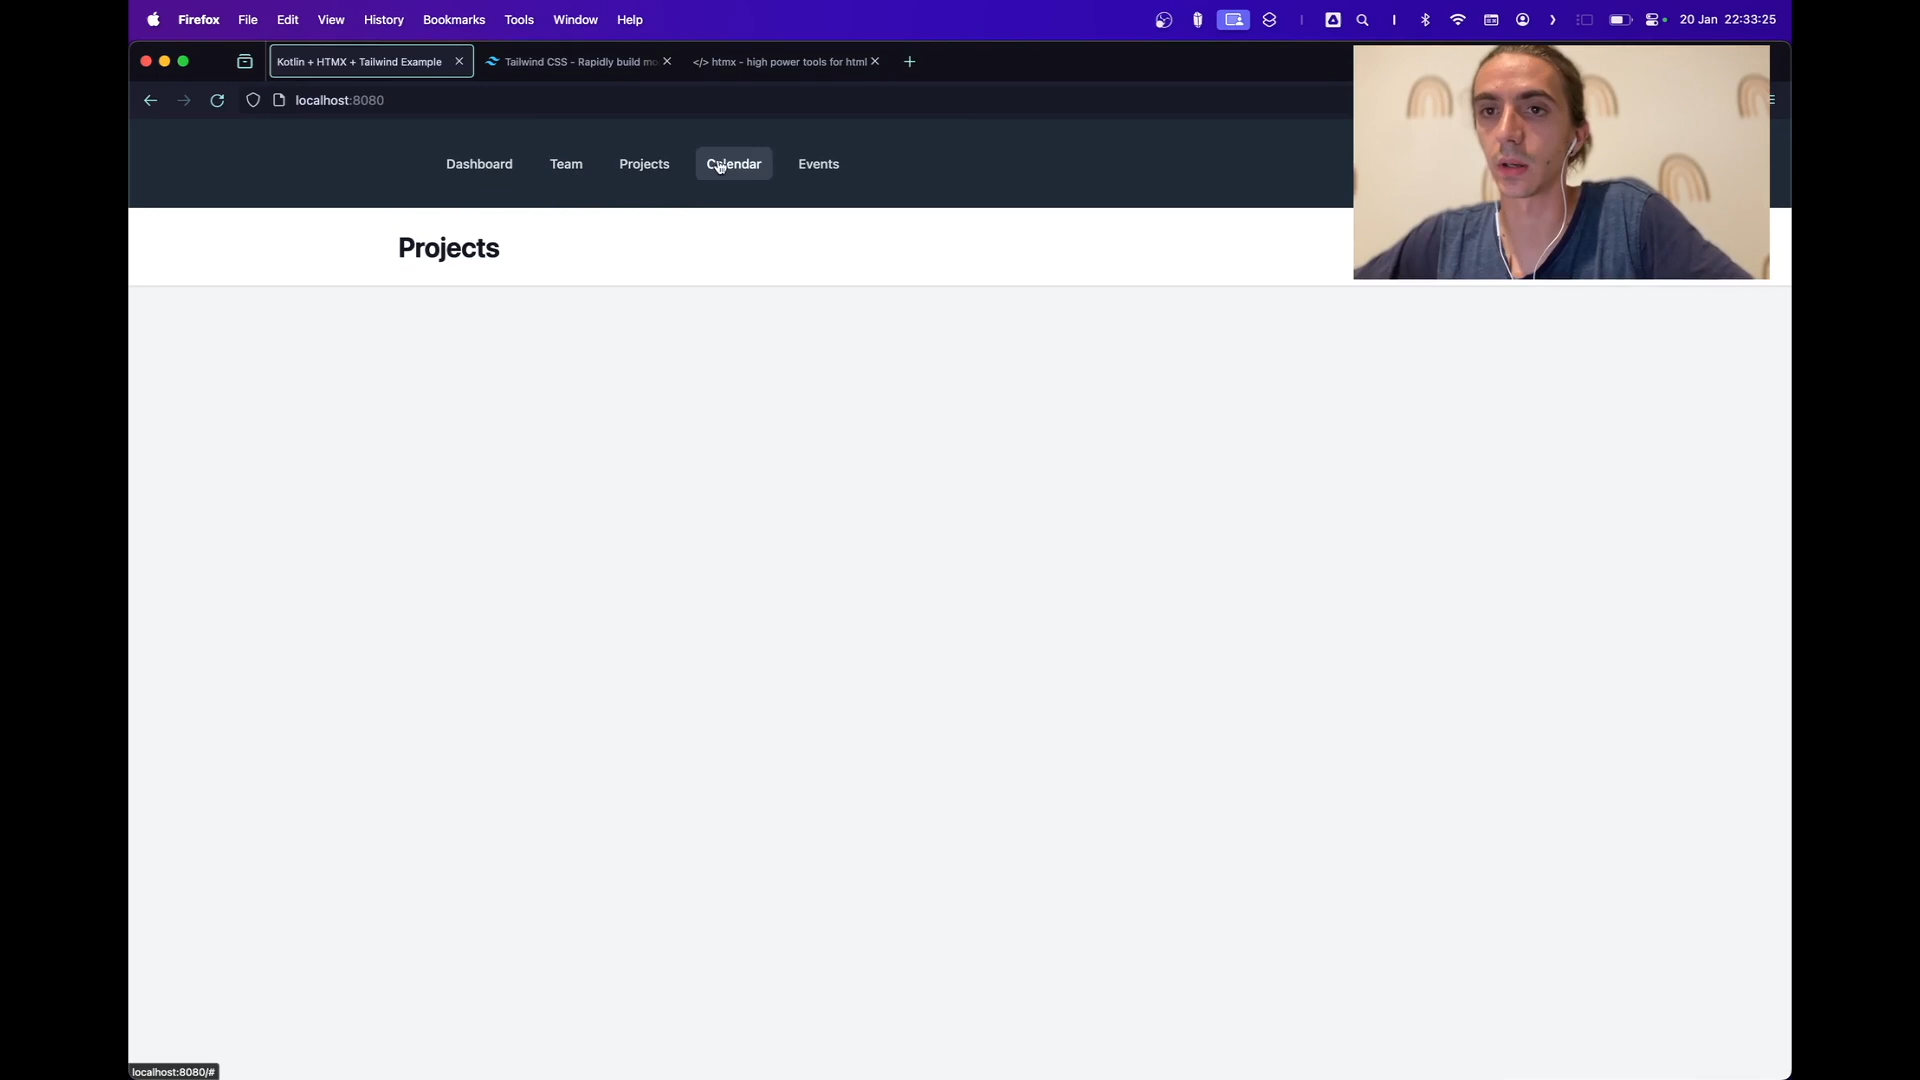 Firefox File Edit View History Bookmarks Tools Window Help 20 Jan 22:33:25
Kotlin + HTMX + Tailwind Example Tailwind CSS - Rapidly build mo </> htmx - high power tools for html
localhost:8080
Dashboard Team Projects Calendar Events
Projects
localhost:8080/#